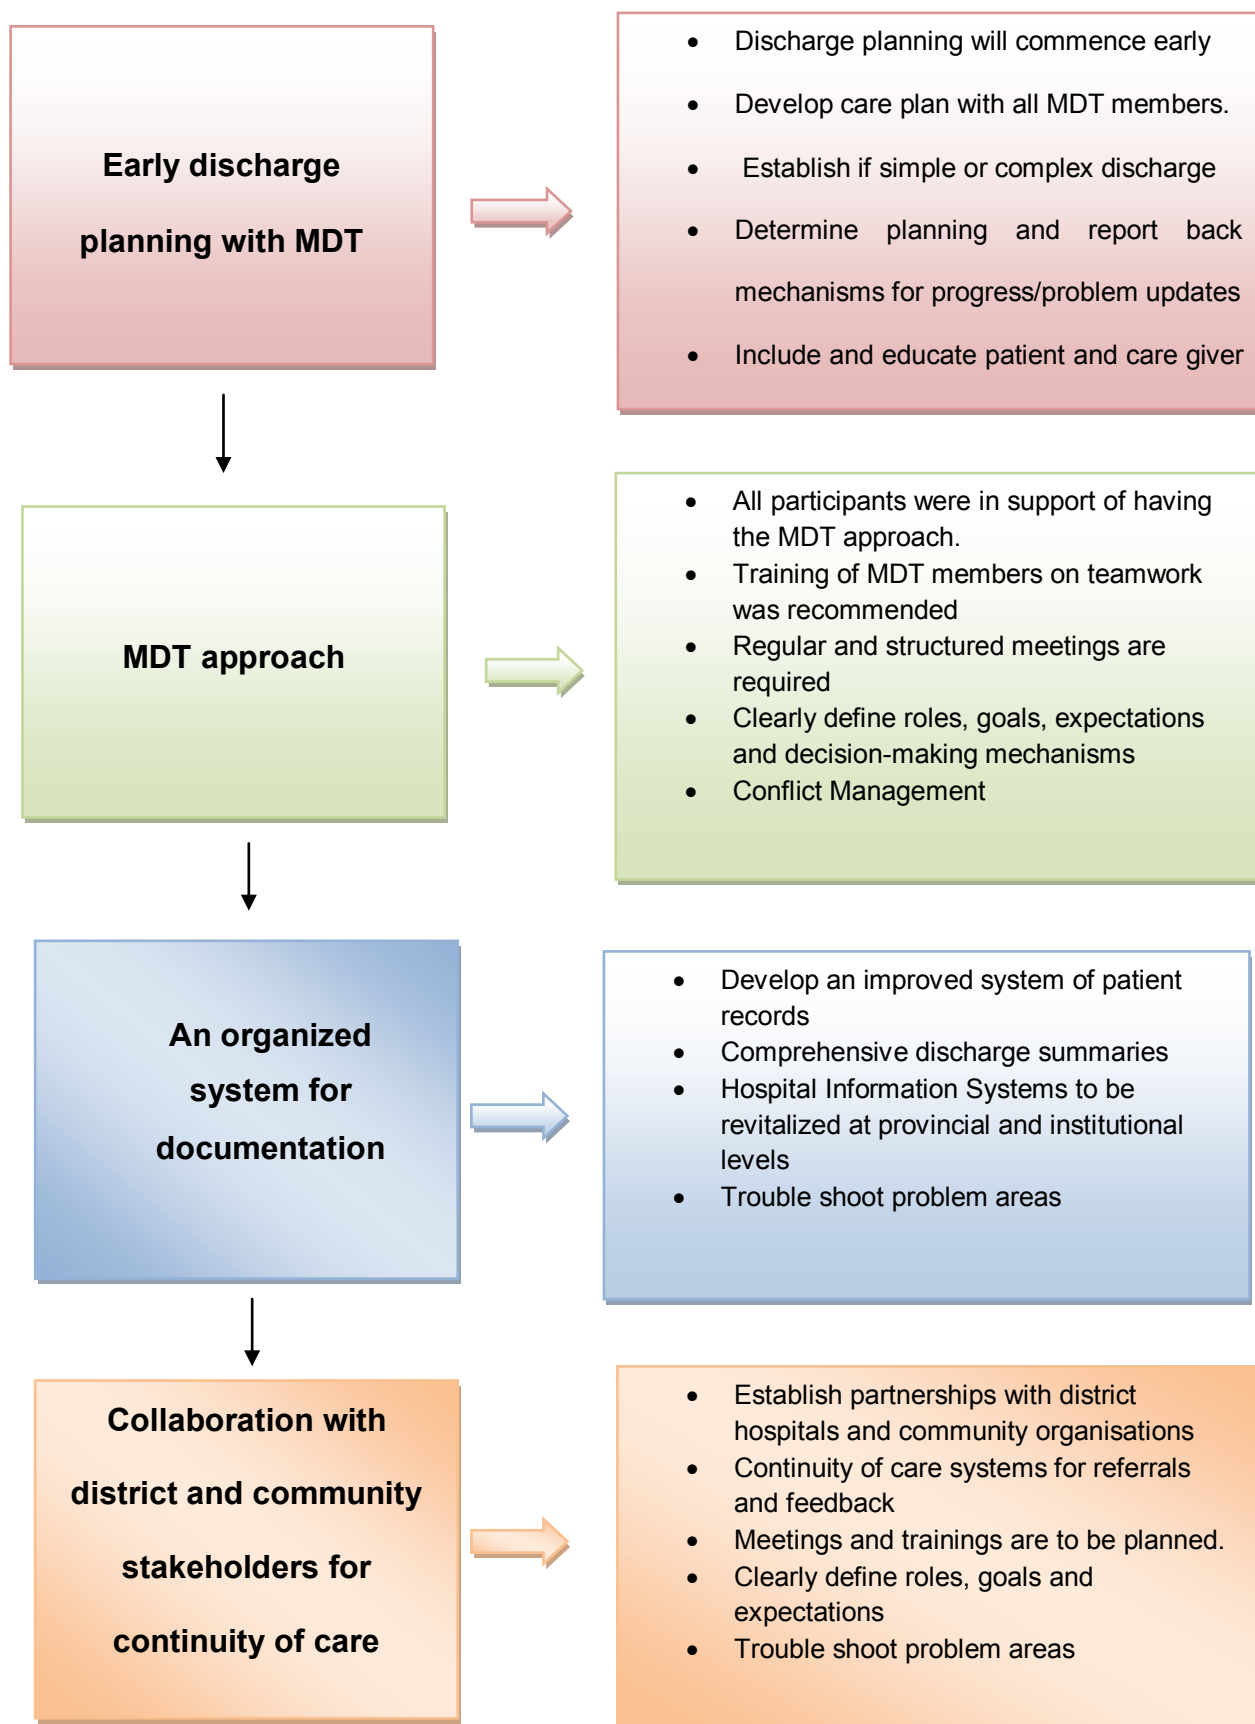 Early discharge
planning with MDT
• Discharge planning will commence early
• Develop care plan with all MDT members.
• Establish if simple or complex discharge
• Determine planning and report back
mechanisms for progress/problem updates
• Include and educate patient and care giver
MDT approach
• All participants were in support of having
the MDT approach.
• Training of MDT members on teamwork
was recommended
• Regular and structured meetings are
required
• Clearly define roles, goals, expectations
and decision-making mechanisms
• Conflict Management
An organized
system for
documentation
• Develop an improved system of patient
records
• Comprehensive discharge summaries
• Hospital Information Systems to be
revitalized at provincial and institutional
levels
• Trouble shoot problem areas
Collaboration with
district and community
stakeholders for
continuity of care
• Establish partnerships with district
hospitals and community organisations
• Continuity of care systems for referrals
and feedback
• Meetings and trainings are to be planned.
• Clearly define roles, goals and
expectations
• Trouble shoot problem areas